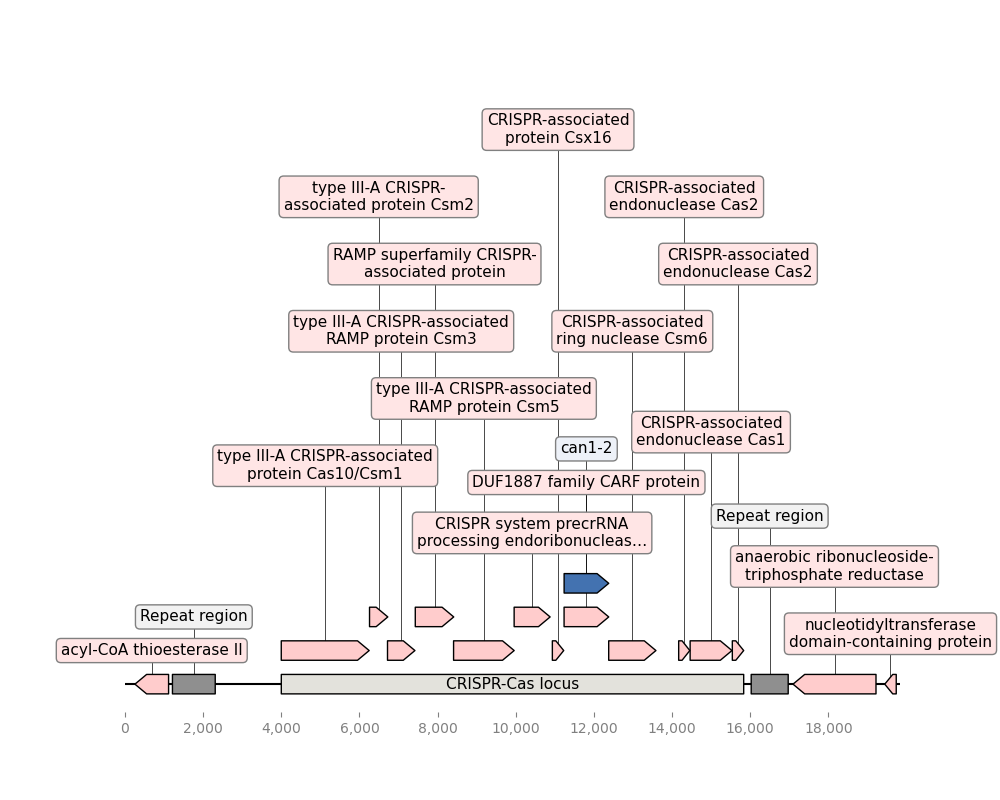 CRISPR-associated
protein Csx16
type III-A CRISPR-
associated protein Csm2
CRISPR-associated
endonuclease Cas2
RAMP superfamily CRISPR-
associated protein
CRISPR-associated
endonuclease Cas2
type III-A CRISPR-associated
RAMP protein Csm3
CRISPR-associated
ring nuclease Csm6
type III-A CRISPR-associated
RAMP protein Csm5
CRISPR-associated
endonuclease Cas1
can1-2
type III-A CRISPR-associated
protein Cas10/Csm1
DUF1887 family CARF protein
Repeat region
CRISPR system precrRNA
processing endoribonucleas...
anaerobic ribonucleoside-
triphosphate reductase
Repeat region
nucleotidyltransferase
domain-containing protein
acyl-CoA thioesterase II
CRISPR-Cas locus
0 2,000 4,000 6,000 8,000 10,000 12,000 14,000 16,000 18,000